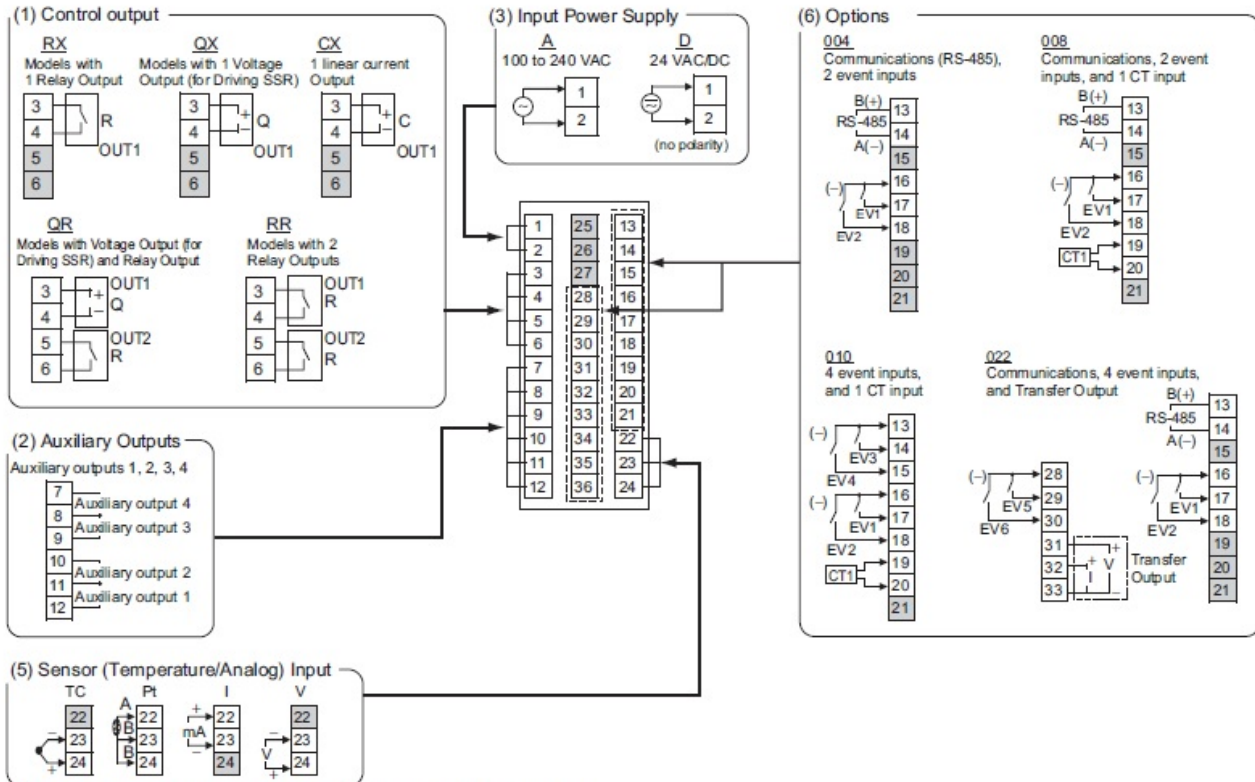 (1) Control output
RX
Models with
1 Relay Output
3
4
5
6
R
OUT1
QX
Models with 1 Voltage
Output (for Driving SSR)
3
4
5
6
+
−
Q
OUT1
CX
1 linear current
Output
3
4
5
6
+
−
C
OUT1
QR
Models with Voltage Output (for
Driving SSR) and Relay Output
3
4
5
6
OUT1
+
−
Q
OUT2
R
RR
Models with 2
Relay Outputs
3
4
5
6
OUT1
R
OUT2
R
(2) Auxiliary Outputs
Auxiliary outputs 1, 2, 3, 4
7
8
9
10
11
12
Auxiliary output 4
Auxiliary output 3
Auxiliary output 2
Auxiliary output 1
(3) Input Power Supply
A
100 to 240 VAC
1
2
D
24 VAC/DC
1
2
(no polarity)
1 25 13
2 26 14
3 27 15
4 28 16
5 29 17
6 30 18
7 31 19
8 32 20
9 33 21
10 34 22
11 35 23
12 36 24
(5) Sensor (Temperature/Analog) Input
TC
22
23
24
−
+
Pt
A
B
B
22
23
24
I
+
mA
−
22
23
24
V
−
V
+
22
23
24
(6) Options
004
Communications (RS-485),
2 event inputs
B(+)
RS-485
A(−)
(−)
EV1
EV2
13
14
15
16
17
18
19
20
21
008
Communications, 2 event
inputs, and 1 CT input
B(+)
RS-485
A(−)
(−)
EV1
EV2
CT1
13
14
15
16
17
18
19
20
21
010
4 event inputs,
and 1 CT input
(−)
EV3
EV4
(−)
EV1
EV2
CT1
13
14
15
16
17
18
19
20
21
022
Communications, 4 event inputs,
and Transfer Output
(−)
EV5
EV6
28
29
30
31
32
33
+
+
V
I
−
Transfer
Output
B(+)
RS-485
A(−)
(−)
EV1
EV2
13
14
15
16
17
18
19
20
21